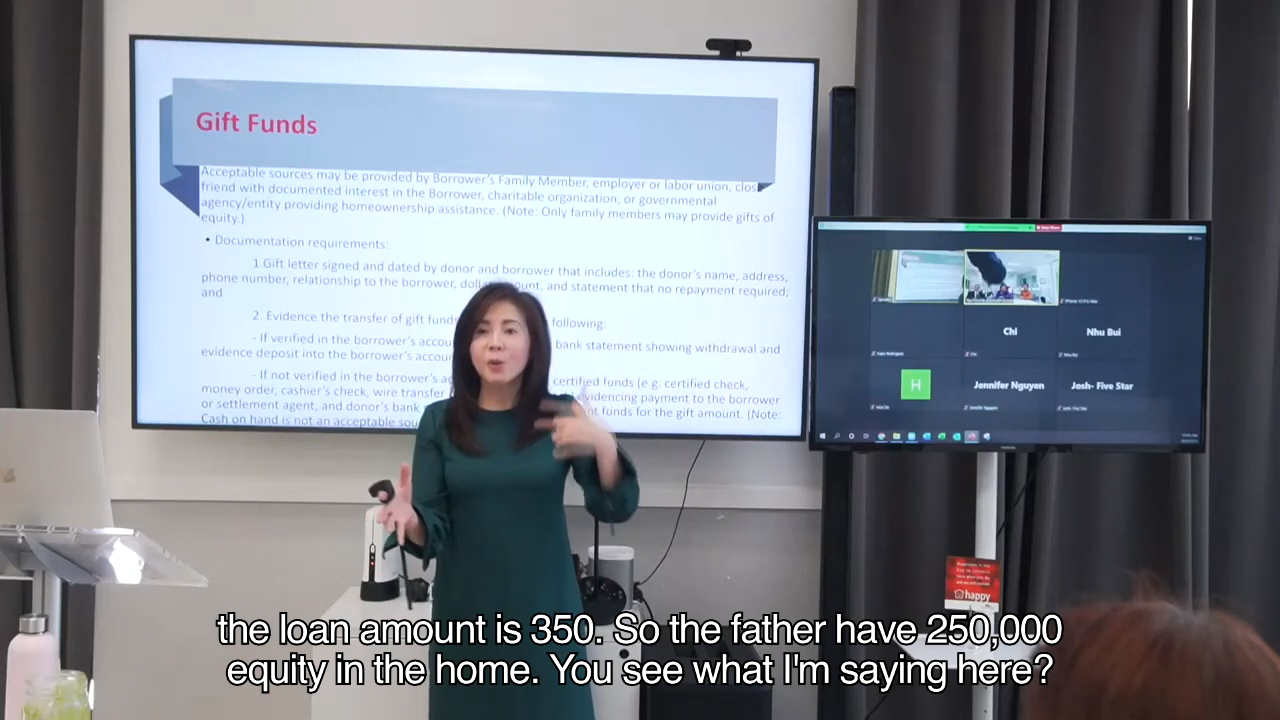 Gift Funds
Acceptable sources may be provided by Borrower's Family Member, employer or labor union, clos
friend with documented interest in the Borrower, charitable organization, or governmental
agency/entity providing homeownership assistance. (Note: Only family members may provide gifts of
equity.)
• Documentation requirements:
1.Gift letter signed and dated by donor and borrower that includes: the donor's name, address,
phone number, relationship to the borrower, dollar amount, and statement that no repayment required;
and
2. Evidence the transfer of gift funds following:
- If verified in the borrower's accou bank statement showing withdrawal and
evidence deposit into the borrower's accou
- If not verified in the borrower's ac certified funds (e.g. certified check,
money order, cashier's check, wire transfer evidencing payment to the borrower
or settlement agent, and donor's bank nt funds for the gift amount. (Note:
Cash on hand is not an acceptable sou
Chi
Nhu Bui
H
Jennifer Nguyen
Josh- Five Star
happy
the loan amount is 350. So the father have 250,000
equity in the home. You see what I'm saying here?